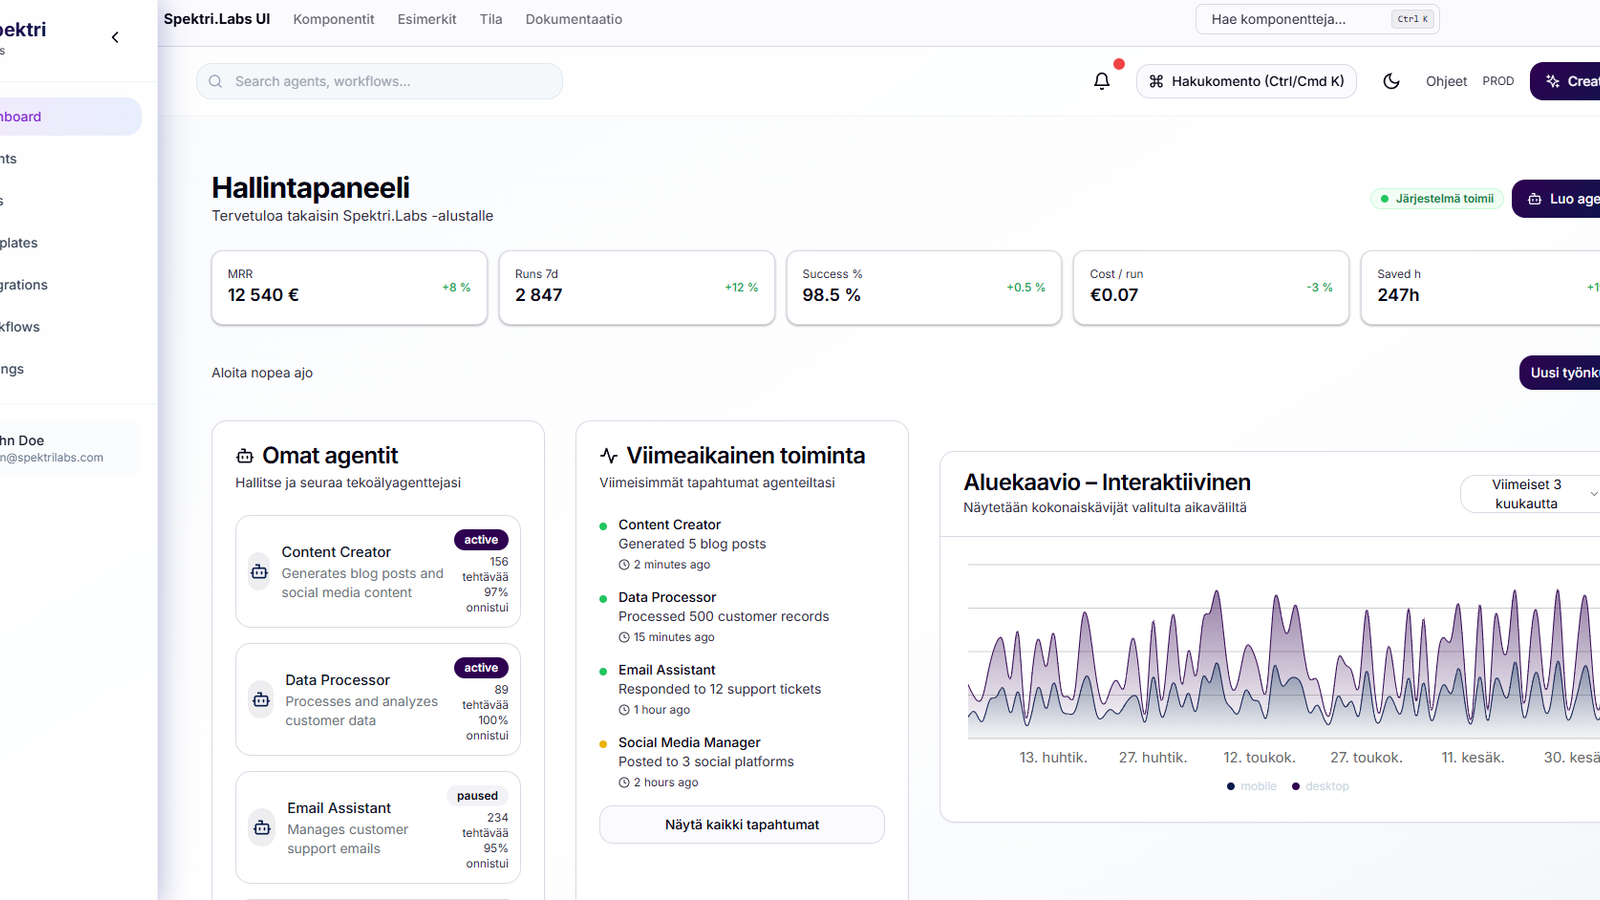 pektri
s
Spektri.Labs UI
Komponentit
Esimerkit
Tila
Dokumentaatio
Hae komponentteja...
Ctrl K
Search agents, workflows...
Hakukomento (Ctrl/Cmd K)
Ohjeet
PROD
Creat
nboard
nts
s
plates
grations
kflows
ngs
hn Doe
n@spektrilabs.com
Hallintapaneeli
Tervetuloa takaisin Spektri.Labs -alustalle
Järjestelmä toimii
Luo age
MRR
12 540 €
+8 %
Runs 7d
2 847
+12 %
Success %
98.5 %
+0.5 %
Cost / run
€0.07
-3 %
Saved h
247h
+1
Aloita nopea ajo
Uusi työnku
Omat agentit
Hallitse ja seuraa tekoälyagenttejasi
Content Creator
Generates blog posts and
social media content
active
156
tehtävää
97%
onnistui
Data Processor
Processes and analyzes
customer data
active
89
tehtävää
100%
onnistui
Email Assistant
Manages customer
support emails
paused
234
tehtävää
95%
onnistui
Viimeaikainen toiminta
Viimeisimmät tapahtumat agenteiltasi
Content Creator
Generated 5 blog posts
2 minutes ago
Data Processor
Processed 500 customer records
15 minutes ago
Email Assistant
Responded to 12 support tickets
1 hour ago
Social Media Manager
Posted to 3 social platforms
2 hours ago
Näytä kaikki tapahtumat
Aluekaavio – Interaktiivinen
Näytetään kokonaiskävijät valitulta aikaväliltä
Viimeiset 3
kuukautta
13. huhtik.
27. huhtik.
12. toukok.
27. toukok.
11. kesäk.
30. kesä
mobile
desktop